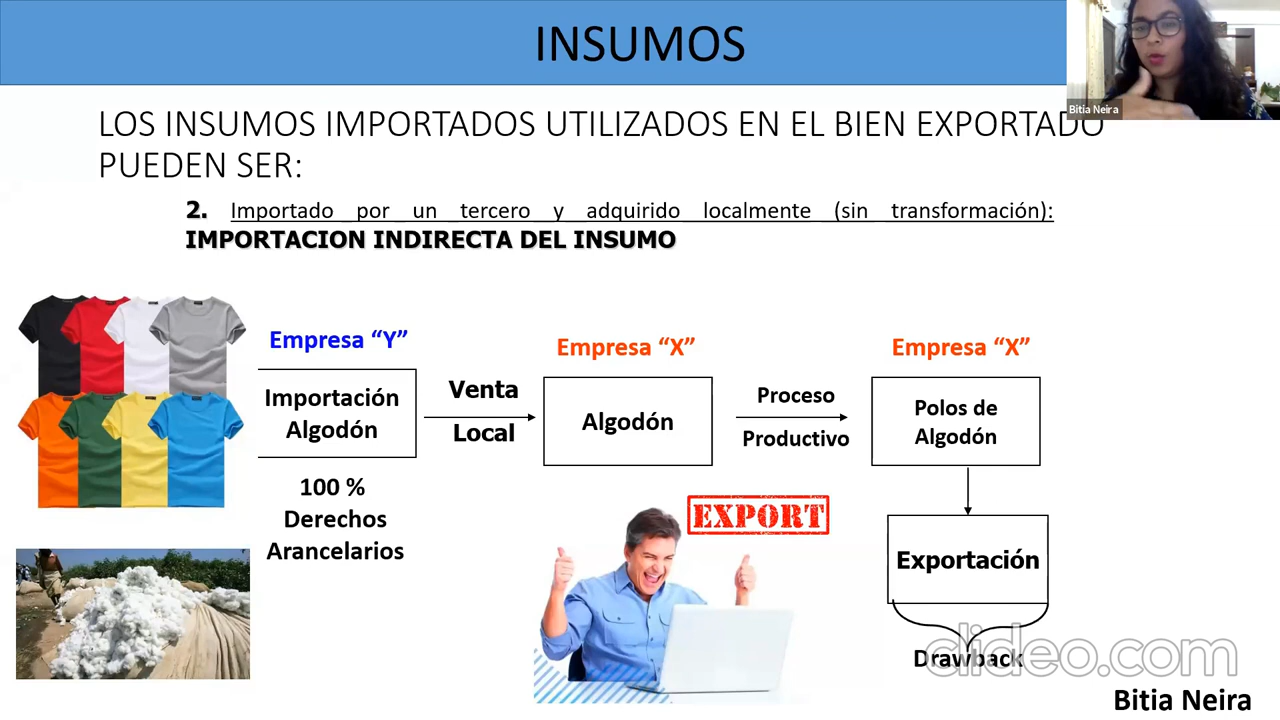 INSUMOS
Bitia Neira
LOS INSUMOS IMPORTADOS UTILIZADOS EN EL BIEN EXPORTADO
PUEDEN SER:
2. Importado por un tercero y adquirido localmente (sin transformación):
IMPORTACION INDIRECTA DEL INSUMO
Empresa “Y”
Importación
Algodón
100 %
Derechos
Arancelarios
Venta
Local
Empresa “X”
Algodón
Proceso
Productivo
Empresa “X”
Polos de
Algodón
EXPORT
Exportación
Drawback
clideo.com
Bitia Neira